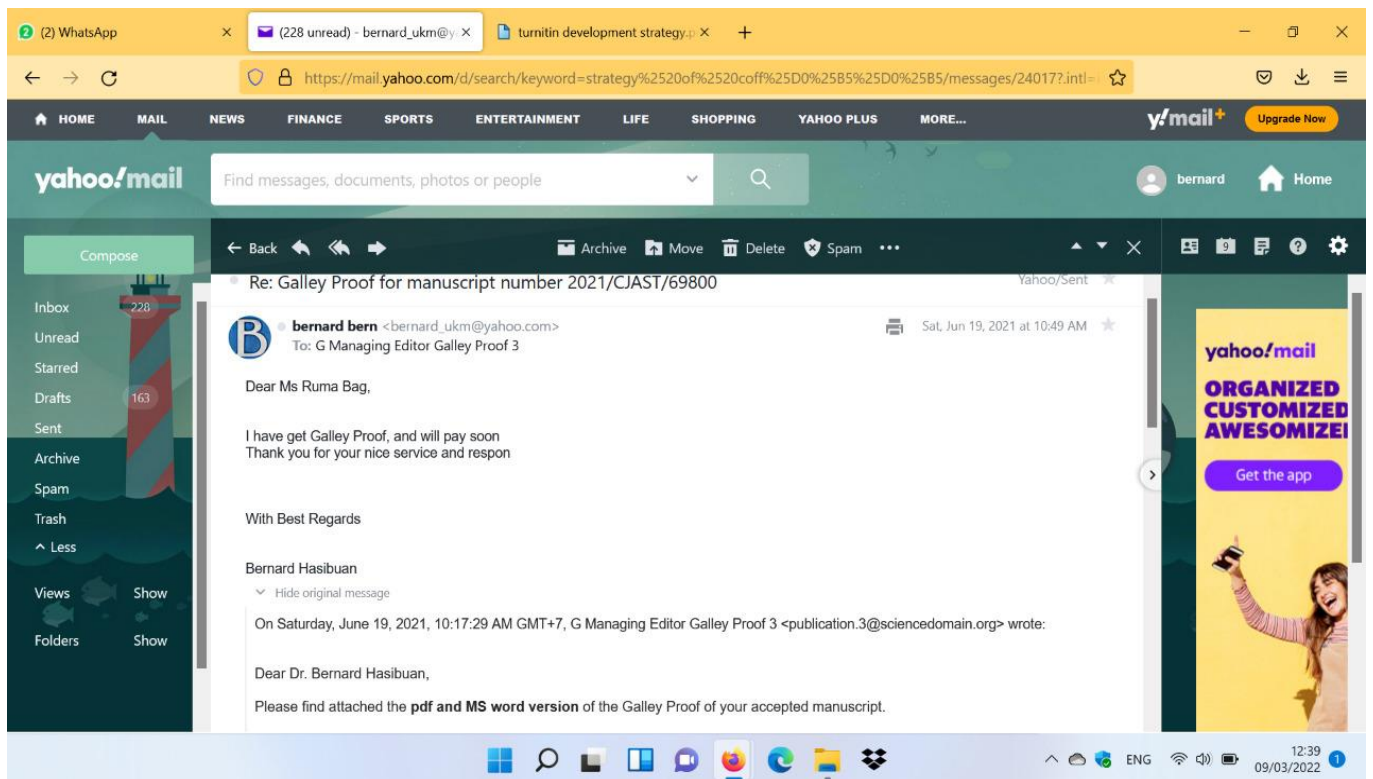 2 (2) WhatsApp
(228 unread) - bernard_ukm@y
turnitin development strategy.p
https://mail.yahoo.com/d/search/keyword=strategy%2520of%2520coff%25D0%25B5%25D0%25B5/messages/24017?.intl=
HOME MAIL NEWS FINANCE SPORTS ENTERTAINMENT LIFE SHOPPING YAHOO PLUS MORE... y!mail+ Upgrade Now
yahoo!mail Find messages, documents, photos or people bernard Home
Compose Back Archive Move Delete Spam ••• 9
Re: Galley Proof for manuscript number 2021/CJAST/69800 Yahoo/Sent
Inbox 228
Unread
Starred
Drafts 163
Sent
Archive
Spam
Trash
Less
Views Show
Folders Show
B bernard bern <bernard_ukm@yahoo.com> Sat, Jun 19, 2021 at 10:49 AM
To: G Managing Editor Galley Proof 3
Dear Ms Ruma Bag,
I have get Galley Proof, and will pay soon
Thank you for your nice service and respon
With Best Regards
Bernard Hasibuan
Hide original message
On Saturday, June 19, 2021, 10:17:29 AM GMT+7, G Managing Editor Galley Proof 3 <publication.3@sciencedomain.org> wrote:
Dear Dr. Bernard Hasibuan,
Please find attached the pdf and MS word version of the Galley Proof of your accepted manuscript.
yahoo!mail
ORGANIZED
CUSTOMIZED
AWESOMIZE
Get the app
ENG 12:39
09/03/2022 1